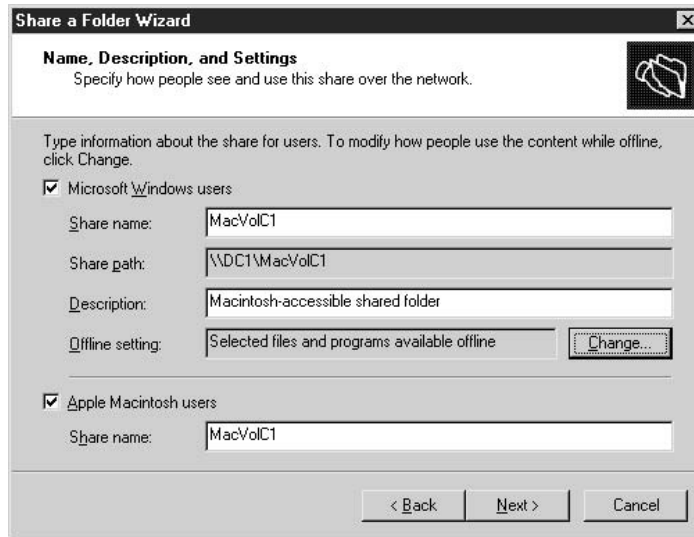 Share a Folder Wizard
Name, Description, and Settings
Specify how people see and use this share over the network.
Type information about the share for users. To modify how people use the content while offline,
click Change.
Microsoft Windows users
Share name: MacVolC1
Share path: \\DC1\MacVolC1
Description: Macintosh-accessible shared folder
Offline setting: Selected files and programs available offline Change...
Apple Macintosh users
Share name: MacVolC1
< Back Next > Cancel